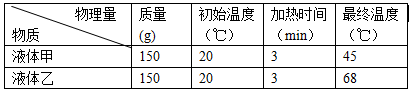 物理量 质量 初始温度 加热时间 最终温度
物质 (g) (℃) (min) (℃)
液体甲 150 20 3 45
液体乙 150 20 3 68